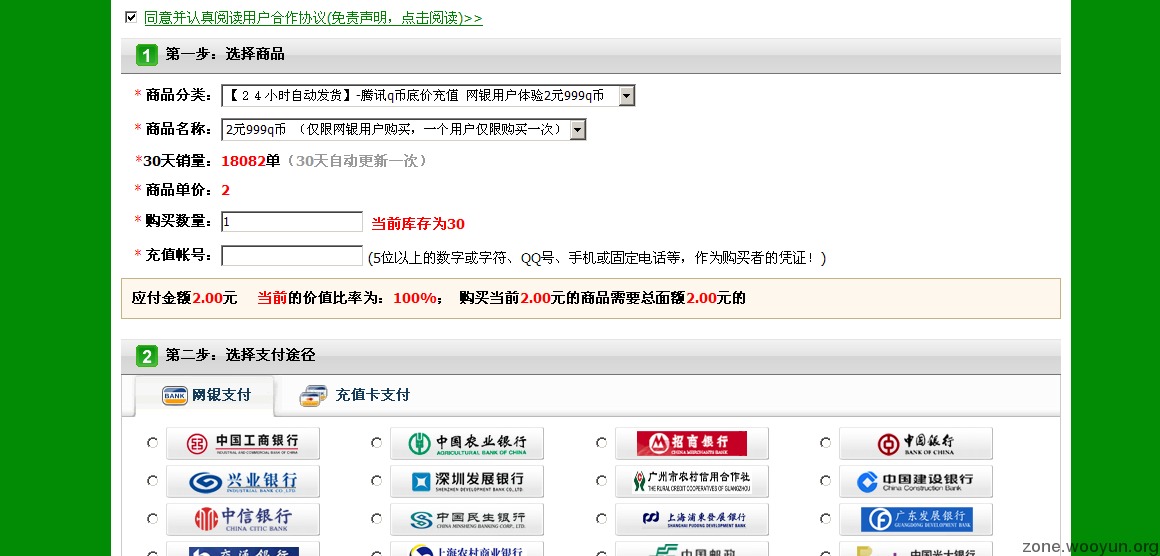 同意并认真阅读用户合作协议(免责声明，点击阅读)>>
1 第一步：选择商品
* 商品分类： 【２４小时自动发货】-腾讯q币底价充值 网银用户体验2元999q币
* 商品名称： 2元999q币 （仅限网银用户购买，一个用户仅限购买一次）
*30天销量： 18082单（30天自动更新一次）
* 商品单价： 2
* 购买数量： 1 当前库存为30
* 充值帐号： (5位以上的数字或字符、QQ号、手机或固定电话等，作为购买者的凭证！)
应付金额2.00元 当前的价值比率为：100%； 购买当前2.00元的商品需要总面额2.00元的
2 第二步：选择支付途径
BANK 网银支付 充值卡支付
中国工商银行 中国农业银行 招商银行 中国银行
INDUSTRIAL AND COMMERCIAL BANK OF CHINA AGRICULTURAL BANK OF CHINA CHINA MERCHANTS BANK BANK OF CHINA
兴业银行 深圳发展银行 广州市农村信用合作社 中国建设银行
INDUSTRIAL BANK CO.,LTD. SHENZHEN DEVELOPMENT BANK CO.,LTD. THE RURAL CREDIT COOPERATIVES OF GUANGZHOU China Construction Bank
中信银行 中国民生银行 上海浦东发展银行 广东发展银行
CHINA CITIC BANK CHINA MINSHENG BANKING CORP., LTD. SHANGHAI PUDONG DEVELOPMENT BANK GUANGDONG DEVELOPMENT BANK
交通银行 上海农村商业银行 中国邮政 中国光大银行
zone.wooyun.org